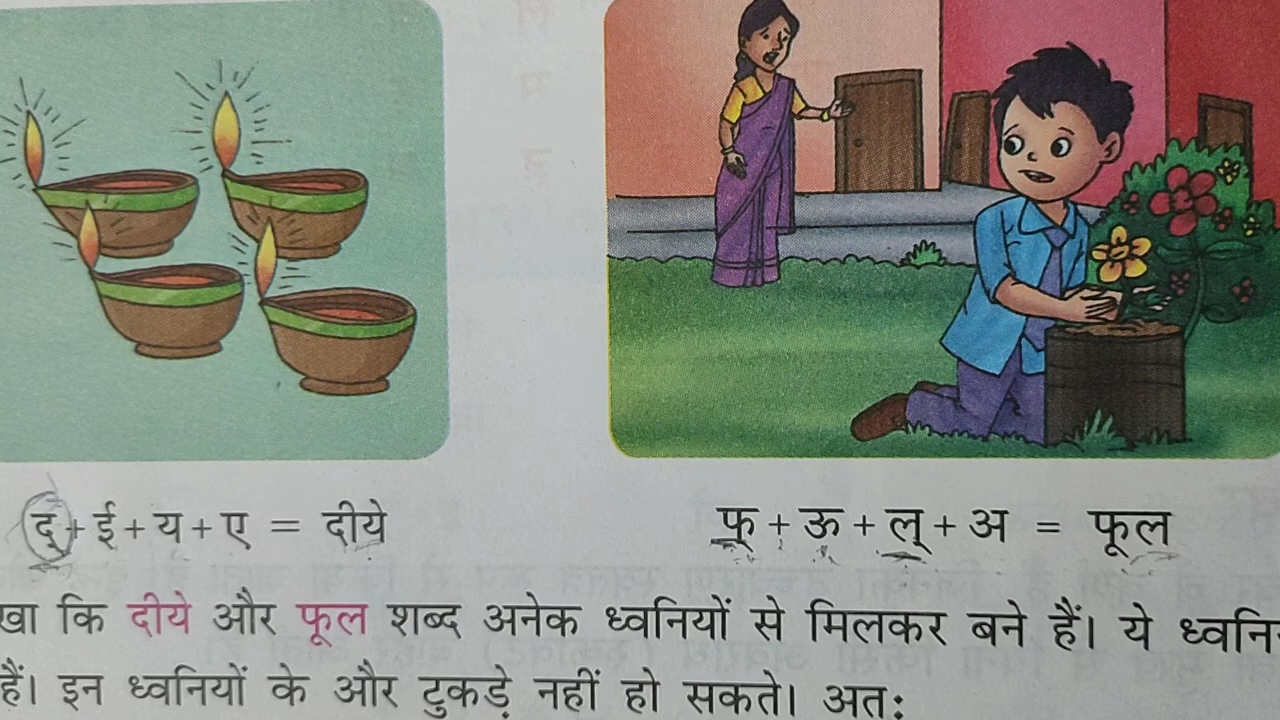 द् + ई + य + ए = दीये
फ् + ऊ + ल् + अ = फूल
कि दीये और फूल शब्द अनेक ध्वनियों से मिलकर बने हैं। ये
हैं। इन ध्वनियों के और टुकड़े नहीं हो सकते। अतः